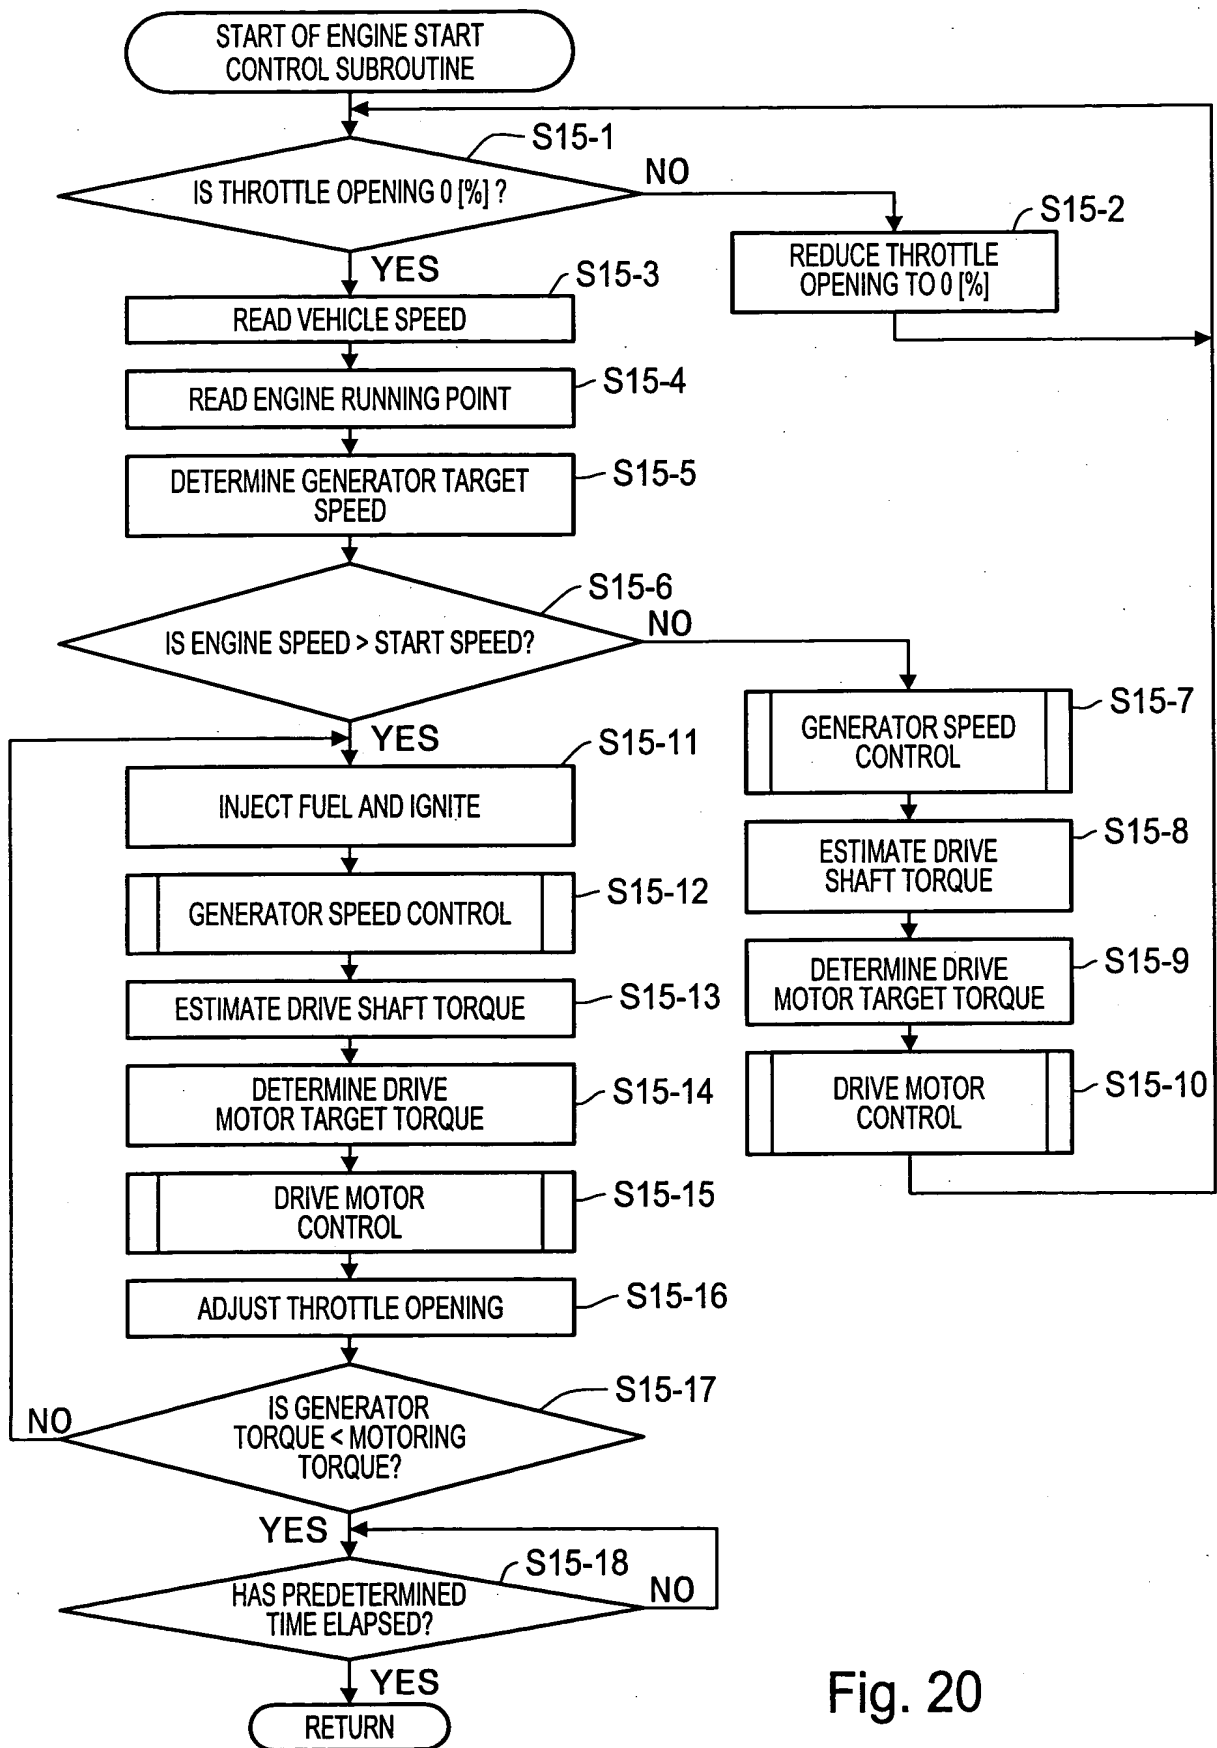 START OF ENGINE START
CONTROL SUBROUTINE
S15-1
IS THROTTLE OPENING 0 [%] ?
NO
YES
S15-2
REDUCE THROTTLE
OPENING TO 0 [%]
S15-3
READ VEHICLE SPEED
S15-4
READ ENGINE RUNNING POINT
S15-5
DETERMINE GENERATOR TARGET
SPEED
S15-6
IS ENGINE SPEED > START SPEED?
NO
YES
S15-7
GENERATOR SPEED
CONTROL
S15-8
ESTIMATE DRIVE
SHAFT TORQUE
S15-9
DETERMINE DRIVE
MOTOR TARGET TORQUE
S15-10
DRIVE MOTOR
CONTROL
S15-11
INJECT FUEL AND IGNITE
S15-12
GENERATOR SPEED CONTROL
S15-13
ESTIMATE DRIVE SHAFT TORQUE
S15-14
DETERMINE DRIVE
MOTOR TARGET TORQUE
S15-15
DRIVE MOTOR
CONTROL
S15-16
ADJUST THROTTLE OPENING
S15-17
IS GENERATOR
TORQUE < MOTORING
TORQUE?
NO
YES
S15-18
HAS PREDETERMINED
TIME ELAPSED?
NO
YES
RETURN
Fig. 20